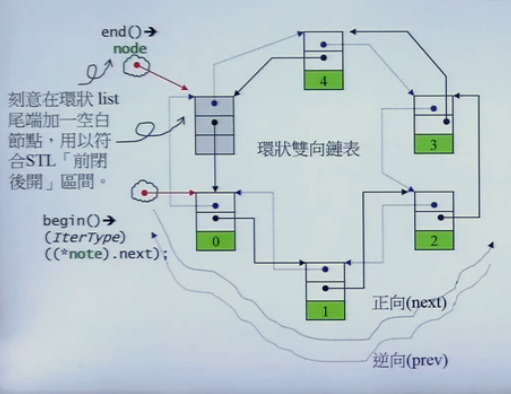 end()→
node
刻意在環狀 list
尾端加一空白
節點，用以符
合STL「前閉
後開」區間。
begin()→
(IterType)
((*note).next);
環狀雙向鏈表
4
3
0
2
1
正向(next)
逆向(prev)